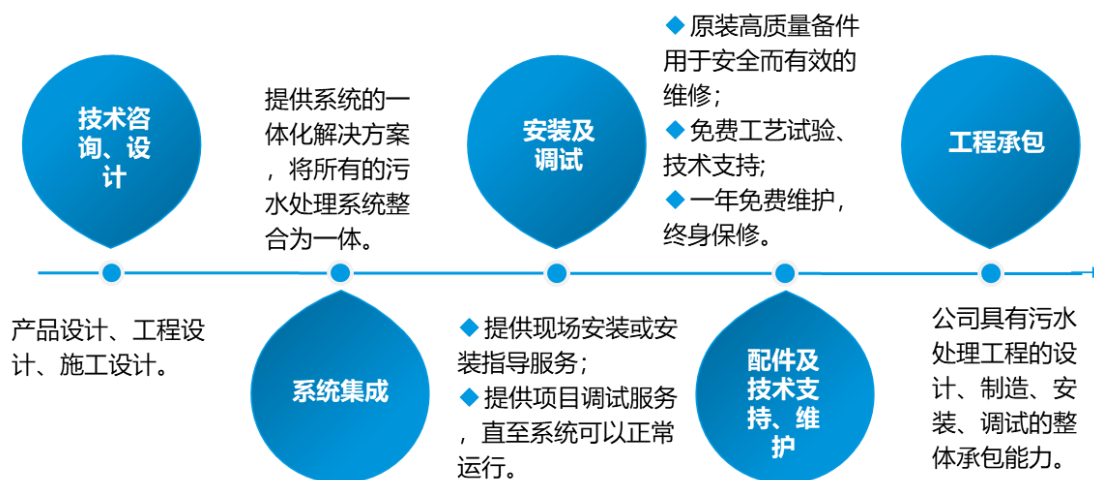 技术咨
询、设
计
产品设计、工程设
计、施工设计。
提供系统的一
体化解决方案
，将所有的污
水处理系统整
合为一体。
系统集成
安装及
调试
◆提供现场安装或安
装指导服务；
◆提供项目调试服务
，直至系统可以正常
运行。
◆原装高质量备件
用于安全而有效的
维修；
◆免费工艺试验、
技术支持;
◆一年免费维护，
终身保修。
配件及
技术支
持、维
护
工程承包
公司具有污水
处理工程的设
计、制造、安
装、调试的整
体承包能力。